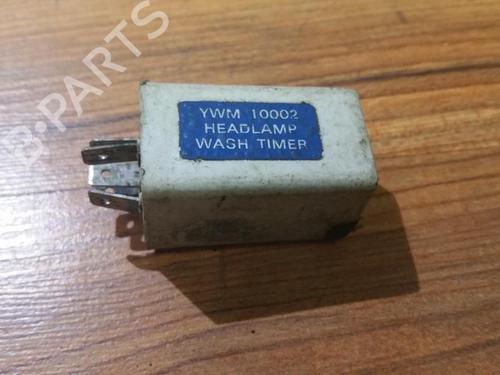 B-PARTS
YWM 10002
HEADLAMP
WASH TIMER